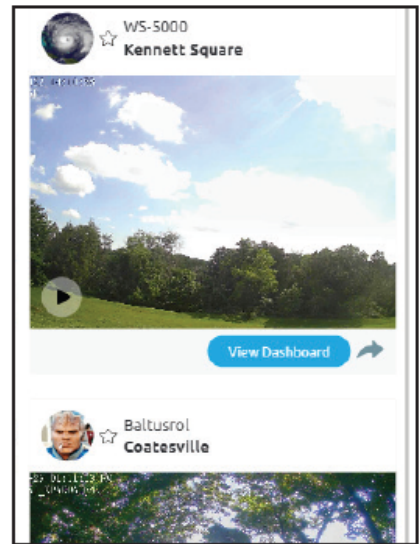 WS-5000
Kennett Square
View Dashboard
Baltusrol
Coatesville